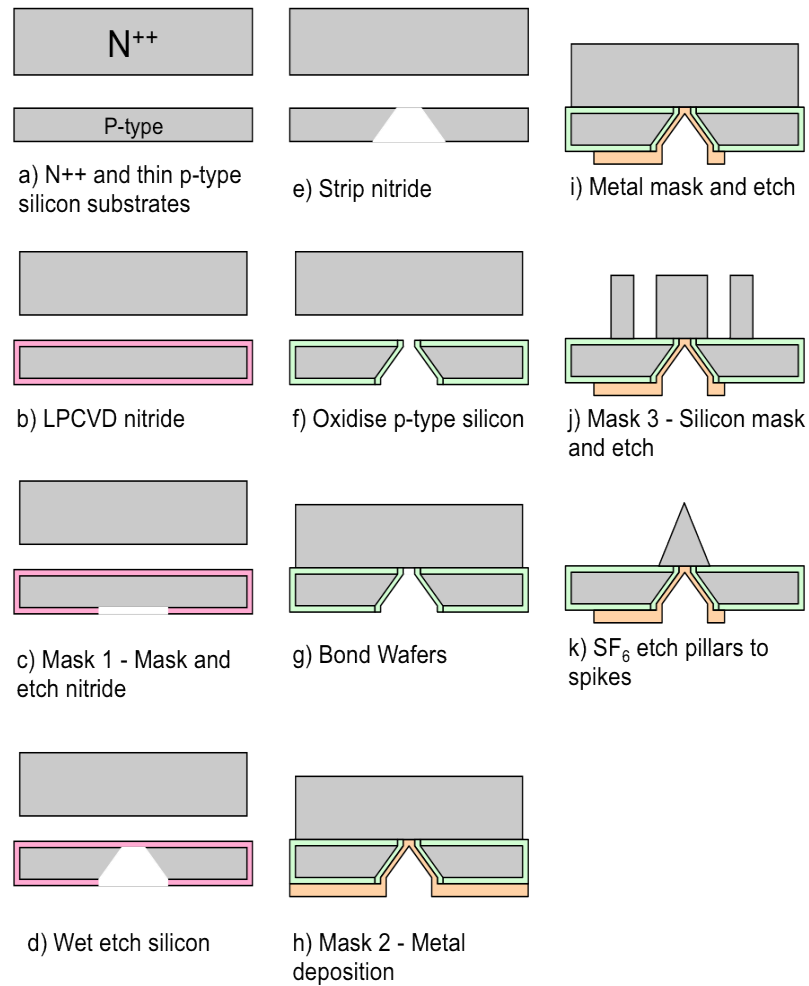 N++
P-type
a) N++ and thin p-type
silicon substrates
b) LPCVD nitride
c) Mask 1 - Mask and
etch nitride
d) Wet etch silicon
e) Strip nitride
f) Oxidise p-type silicon
g) Bond Wafers
h) Mask 2 - Metal
deposition
i) Metal mask and etch
j) Mask 3 - Silicon mask
and etch
k) SF6 etch pillars to
spikes